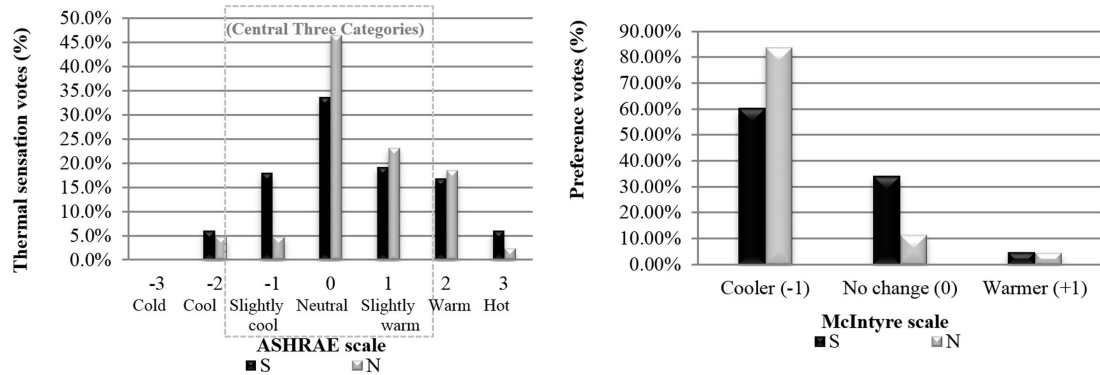 50.0%
(Central Three Categories)
45.0%
40.0%
35.0%
30.0%
25.0%
20.0%
15.0%
10.0%
5.0%
0.0%
Thermal sensation votes (%)
-3 -2 -1 0 1 2 3
Cold Cool Slightly Neutral Slightly Warm Hot
cool warm
ASHRAE scale
S N
90.00%
80.00%
70.00%
60.00%
50.00%
40.00%
30.00%
20.00%
10.00%
0.00%
Preference votes (%)
Cooler (-1) No change (0) Warmer (+1)
McIntyre scale
S N